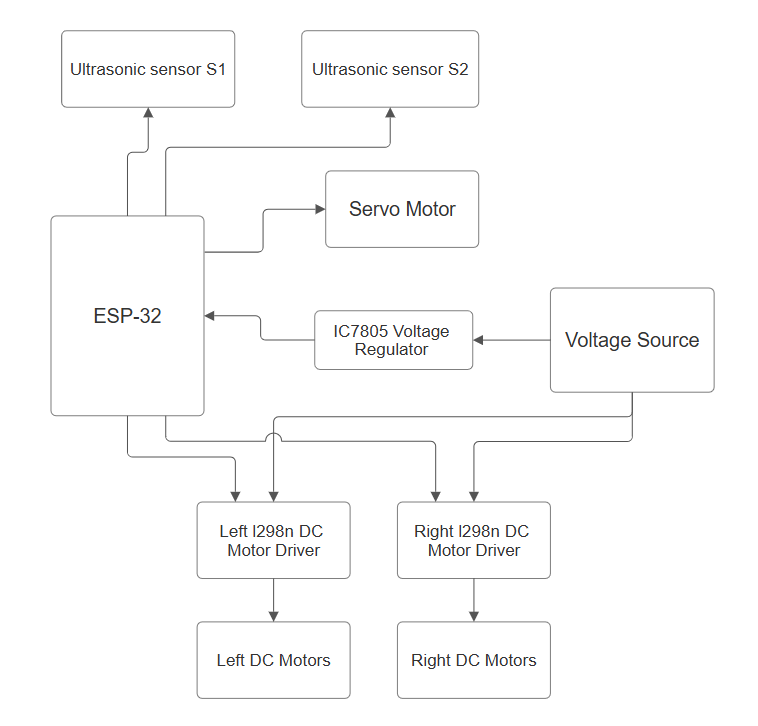 Ultrasonic sensor S1
Ultrasonic sensor S2
Servo Motor
ESP-32
IC7805 Voltage
Regulator
Voltage Source
Left l298n DC
Motor Driver
Right l298n DC
Motor Driver
Left DC Motors
Right DC Motors